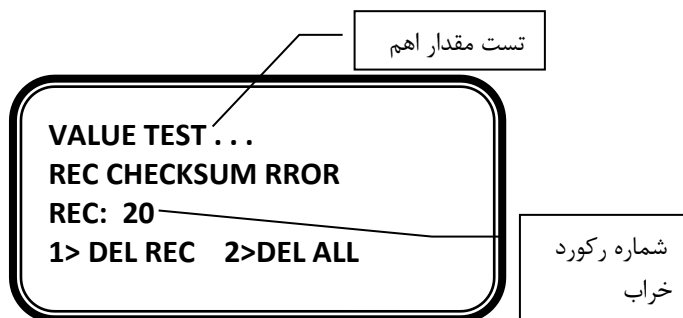 تست مقدار اهم
VALUE TEST . . .
REC CHECKSUM RROR
REC: 20
1> DEL REC 2>DEL ALL
شماره رکورد
خراب